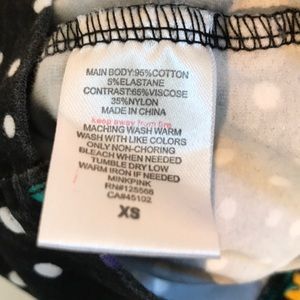 MAIN BODY:95%COTTON
5%ELASTANE
CONTRAST:65%VISCOSE
35%NYLON
MADE IN CHINA
keep away from fire
MACHING WASH WARM
WASH WITH LIKE COLORS
ONLY NON-CHORING
BLEACH WHEN NEEDED
TUMBLE DRY LOW
WARM IRON IF NEEDED
MINKPINK
RN#125568
CA#45102
XS